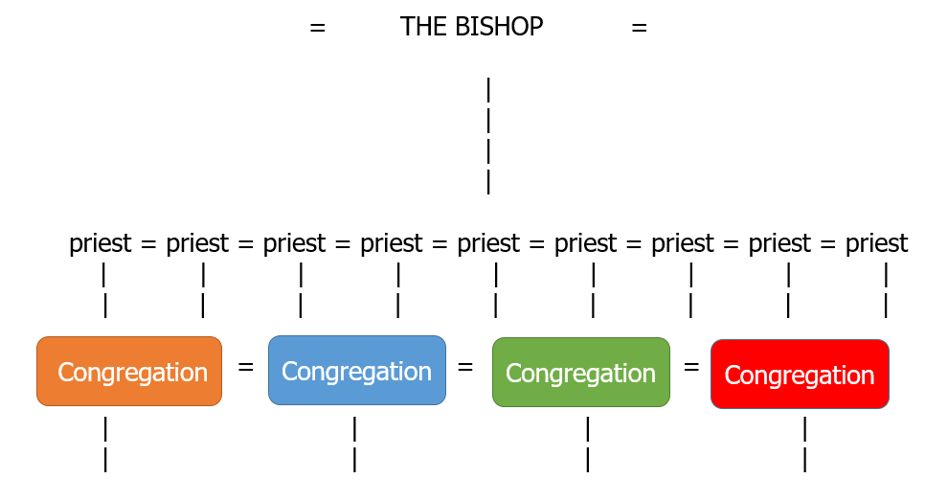 = THE BISHOP =
|
|
|
|
priest = priest = priest = priest = priest = priest = priest = priest = priest
| | | | | | | | |
| | | | | | | | |
Congregation = Congregation = Congregation = Congregation
| | | |
| | | |